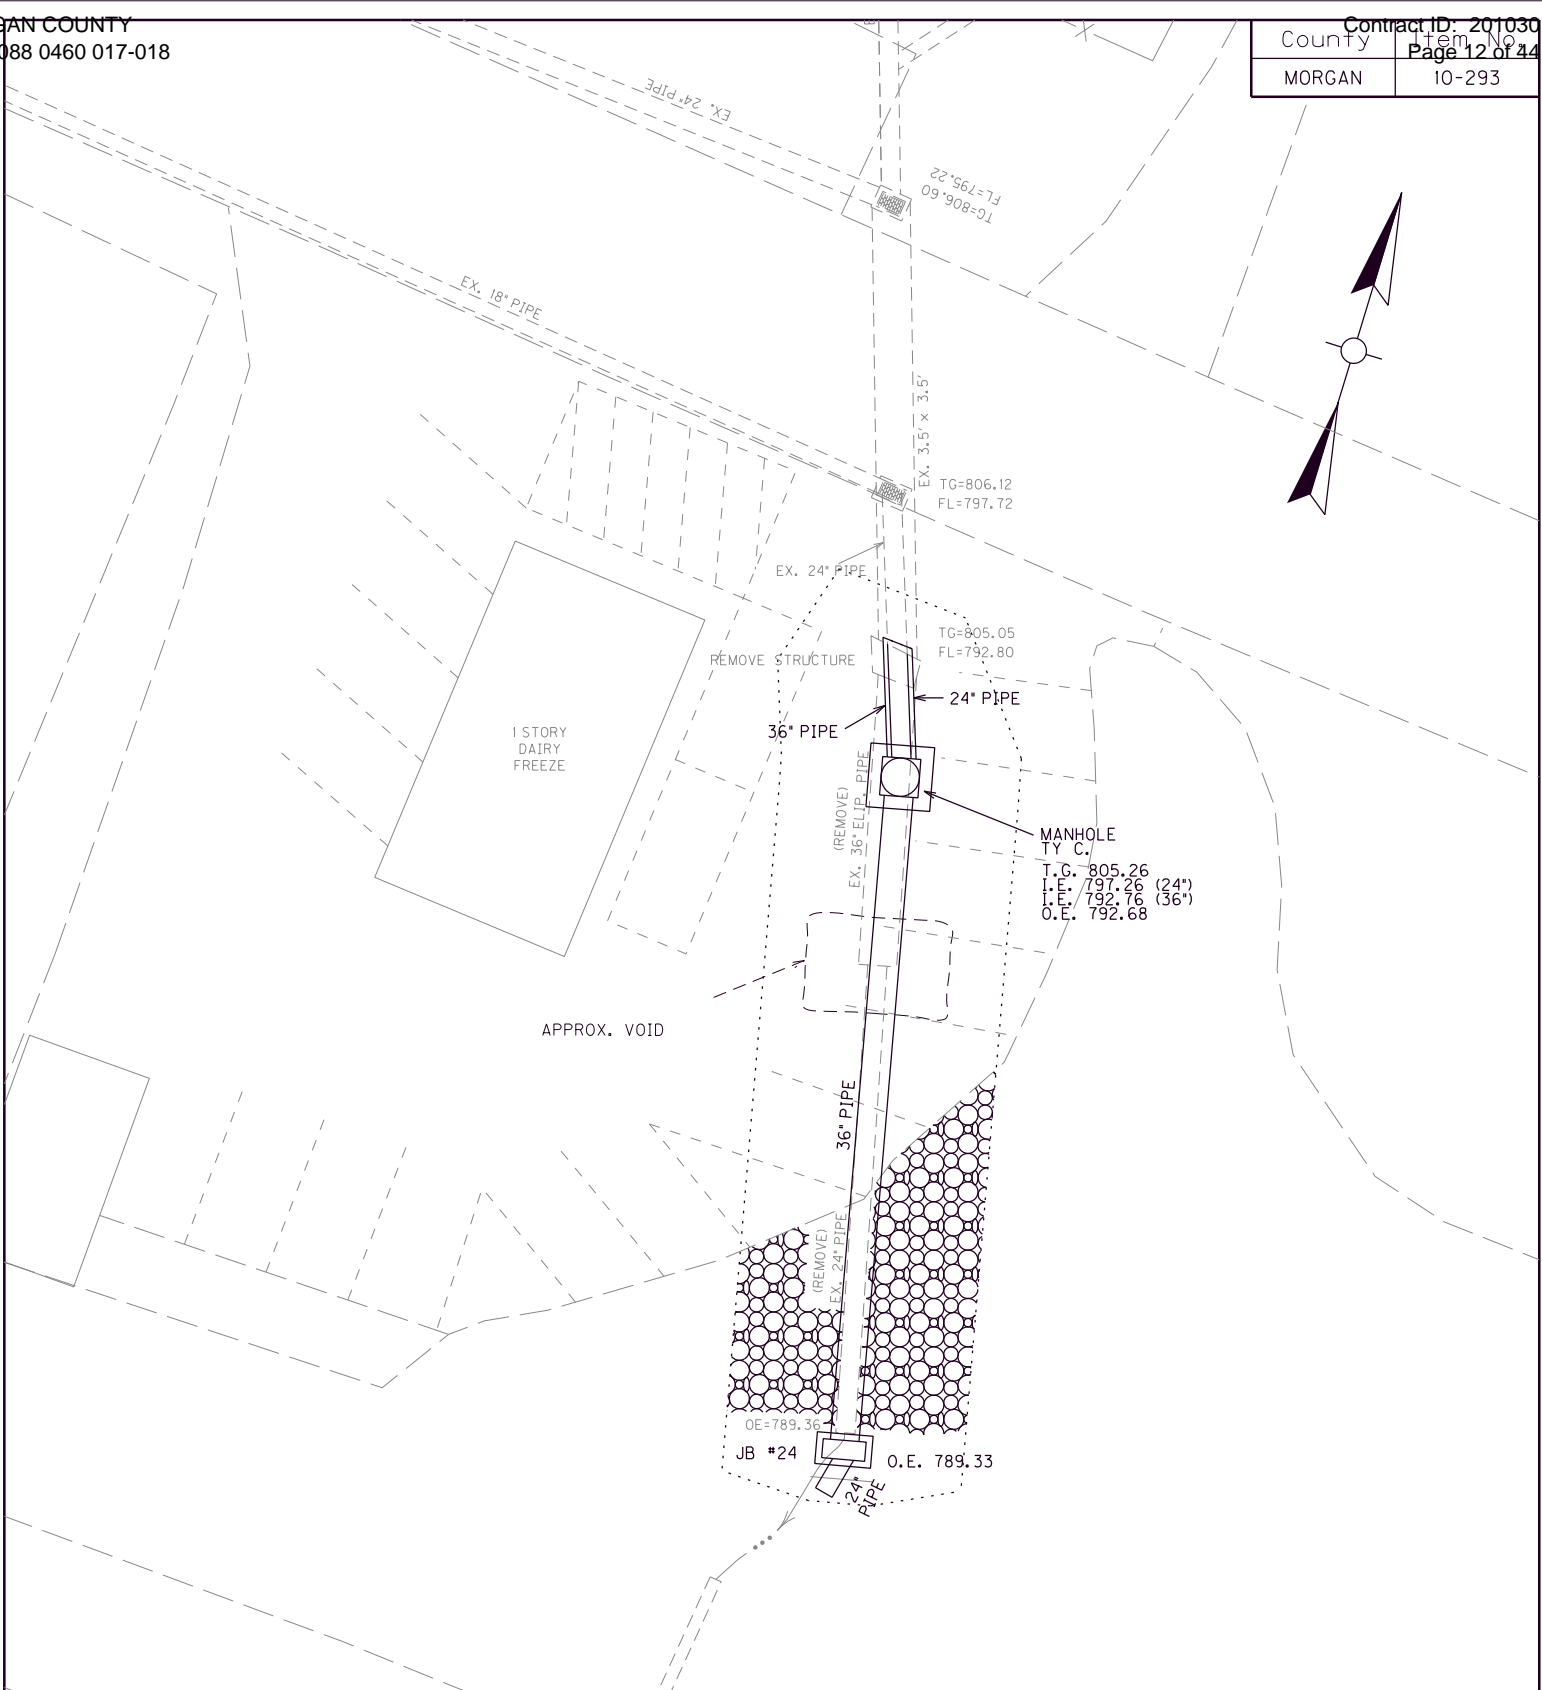 GAN COUNTY
088 0460 017-018
Contract ID: 201030
Page 12 of 44
County
Item No.
MORGAN
10-293
EX. 24" PIPE
TG=806.60
FL=795.22
EX. 18" PIPE
EX. 3.5' x 3.5'
TG=806.12
FL=797.72
EX. 24" PIPE
TG=805.05
FL=792.80
REMOVE STRUCTURE
24" PIPE
36" PIPE
1 STORY
DAIRY
FREEZE
(REMOVE)
EX. 36" ELIP. PIPE
MANHOLE
TY C.
T.G. 805.26
I.E. 797.26 (24")
I.E. 792.76 (36")
O.E. 792.68
APPROX. VOID
36" PIPE
(REMOVE)
EX. 24" PIPE
OE=789.36
JB #24
O.E. 789.33
24"
PIPE